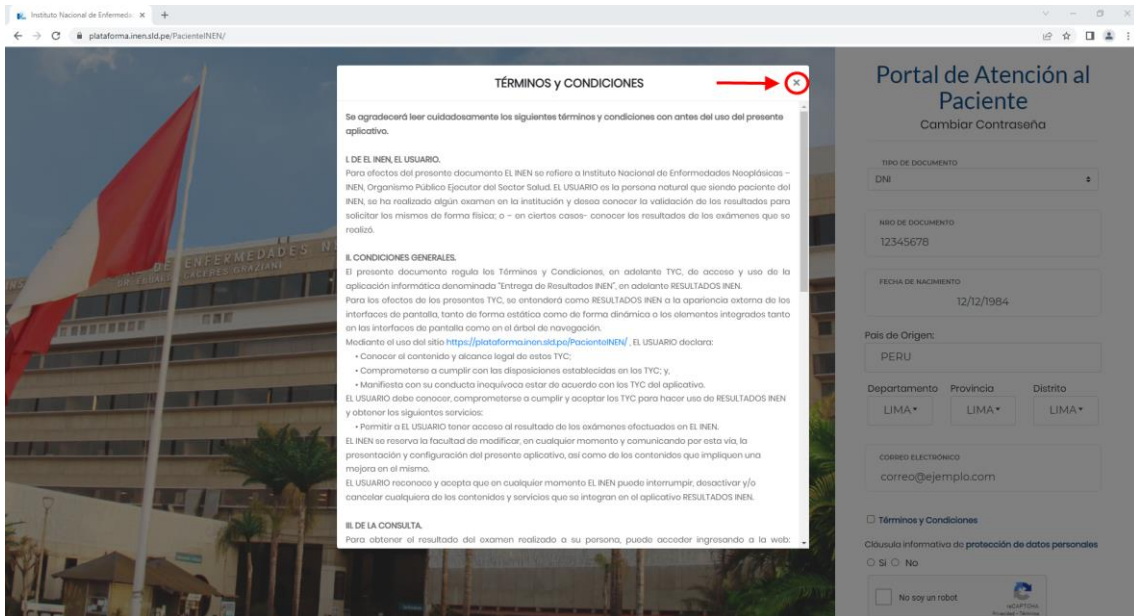 Instituto Nacional de Enfermeda
plataforma.inen.sld.pe/PacienteINEN/
TÉRMINOS y CONDICIONES
Se agradecerá leer cuidadosamente los siguientes términos y condiciones con antes del uso del presente
aplicativo.
I. DE EL INEN, EL USUARIO.
Para efectos del presente documento EL INEN se refiere a Instituto Nacional de Enfermedades Neoplásicas –
INEN, Organismo Público Ejecutor del Sector Salud. EL USUARIO es la persona natural que siendo paciente del
INEN, se ha realizado algún examen en la institución y desea conocer la validación de los resultados para
solicitar los mismos de forma física; o – en ciertos casos- conocer los resultados de los exámenes que se
realizó.
II. CONDICIONES GENERALES.
El presente documento regula los Términos y Condiciones, en adelante TYC, de acceso y uso de la
aplicación informática denominada "Entrega de Resultados INEN", en adelante RESULTADOS INEN.
Para los efectos de los presentes TYC, se entenderá como RESULTADOS INEN a la apariencia externa de los
interfaces de pantalla, tanto de forma estática como de forma dinámica o los elementos integrados tanto
en las interfaces de pantalla como en el árbol de navegación.
Mediante el uso del sitio https://plataforma.inen.sld.pe/PacienteINEN/ , EL USUARIO declara:
• Conocer el contenido y alcance legal de estos TYC;
• Comprometerse a cumplir con las disposiciones establecidas en los TYC; y,
• Manifiesta con su conducta inequívoca estar de acuerdo con los TYC del aplicativo.
EL USUARIO debe conocer, comprometerse a cumplir y aceptar los TYC para hacer uso de RESULTADOS INEN
y obtener los siguientes servicios:
• Permitir a EL USUARIO tener acceso al resultado de los exámenes efectuados en EL INEN.
EL INEN se reserva la facultad de modificar, en cualquier momento y comunicando por esta vía, la
presentación y configuración del presente aplicativo, así como de los contenidos que impliquen una
mejora en el mismo.
EL USUARIO reconoce y acepta que en cualquier momento EL INEN puede interrumpir, desactivar y/o
cancelar cualquiera de los contenidos y servicios que se integran en el aplicativo RESULTADOS INEN.
III. DE LA CONSULTA.
Para obtener el resultado del examen realizado a su persona, puede acceder ingresando a la web:
Portal de Atención al
Paciente
Cambiar Contraseña
TIPO DE DOCUMENTO
DNI
NRO DE DOCUMENTO
12345678
FECHA DE NACIMIENTO
12/12/1984
Pais de Origen:
PERU
Departamento Provincia Distrito
LIMA LIMA LIMA
CORREO ELECTRÓNICO
correo@ejemplo.com
Términos y Condiciones
Cláusula informativa de protección de datos personales
Si No
No soy un robot
reCAPTCHA
Privacidad - Términos
DE ENFERMEDADES N
DR. EDUARDO CACERES GRAZIANI